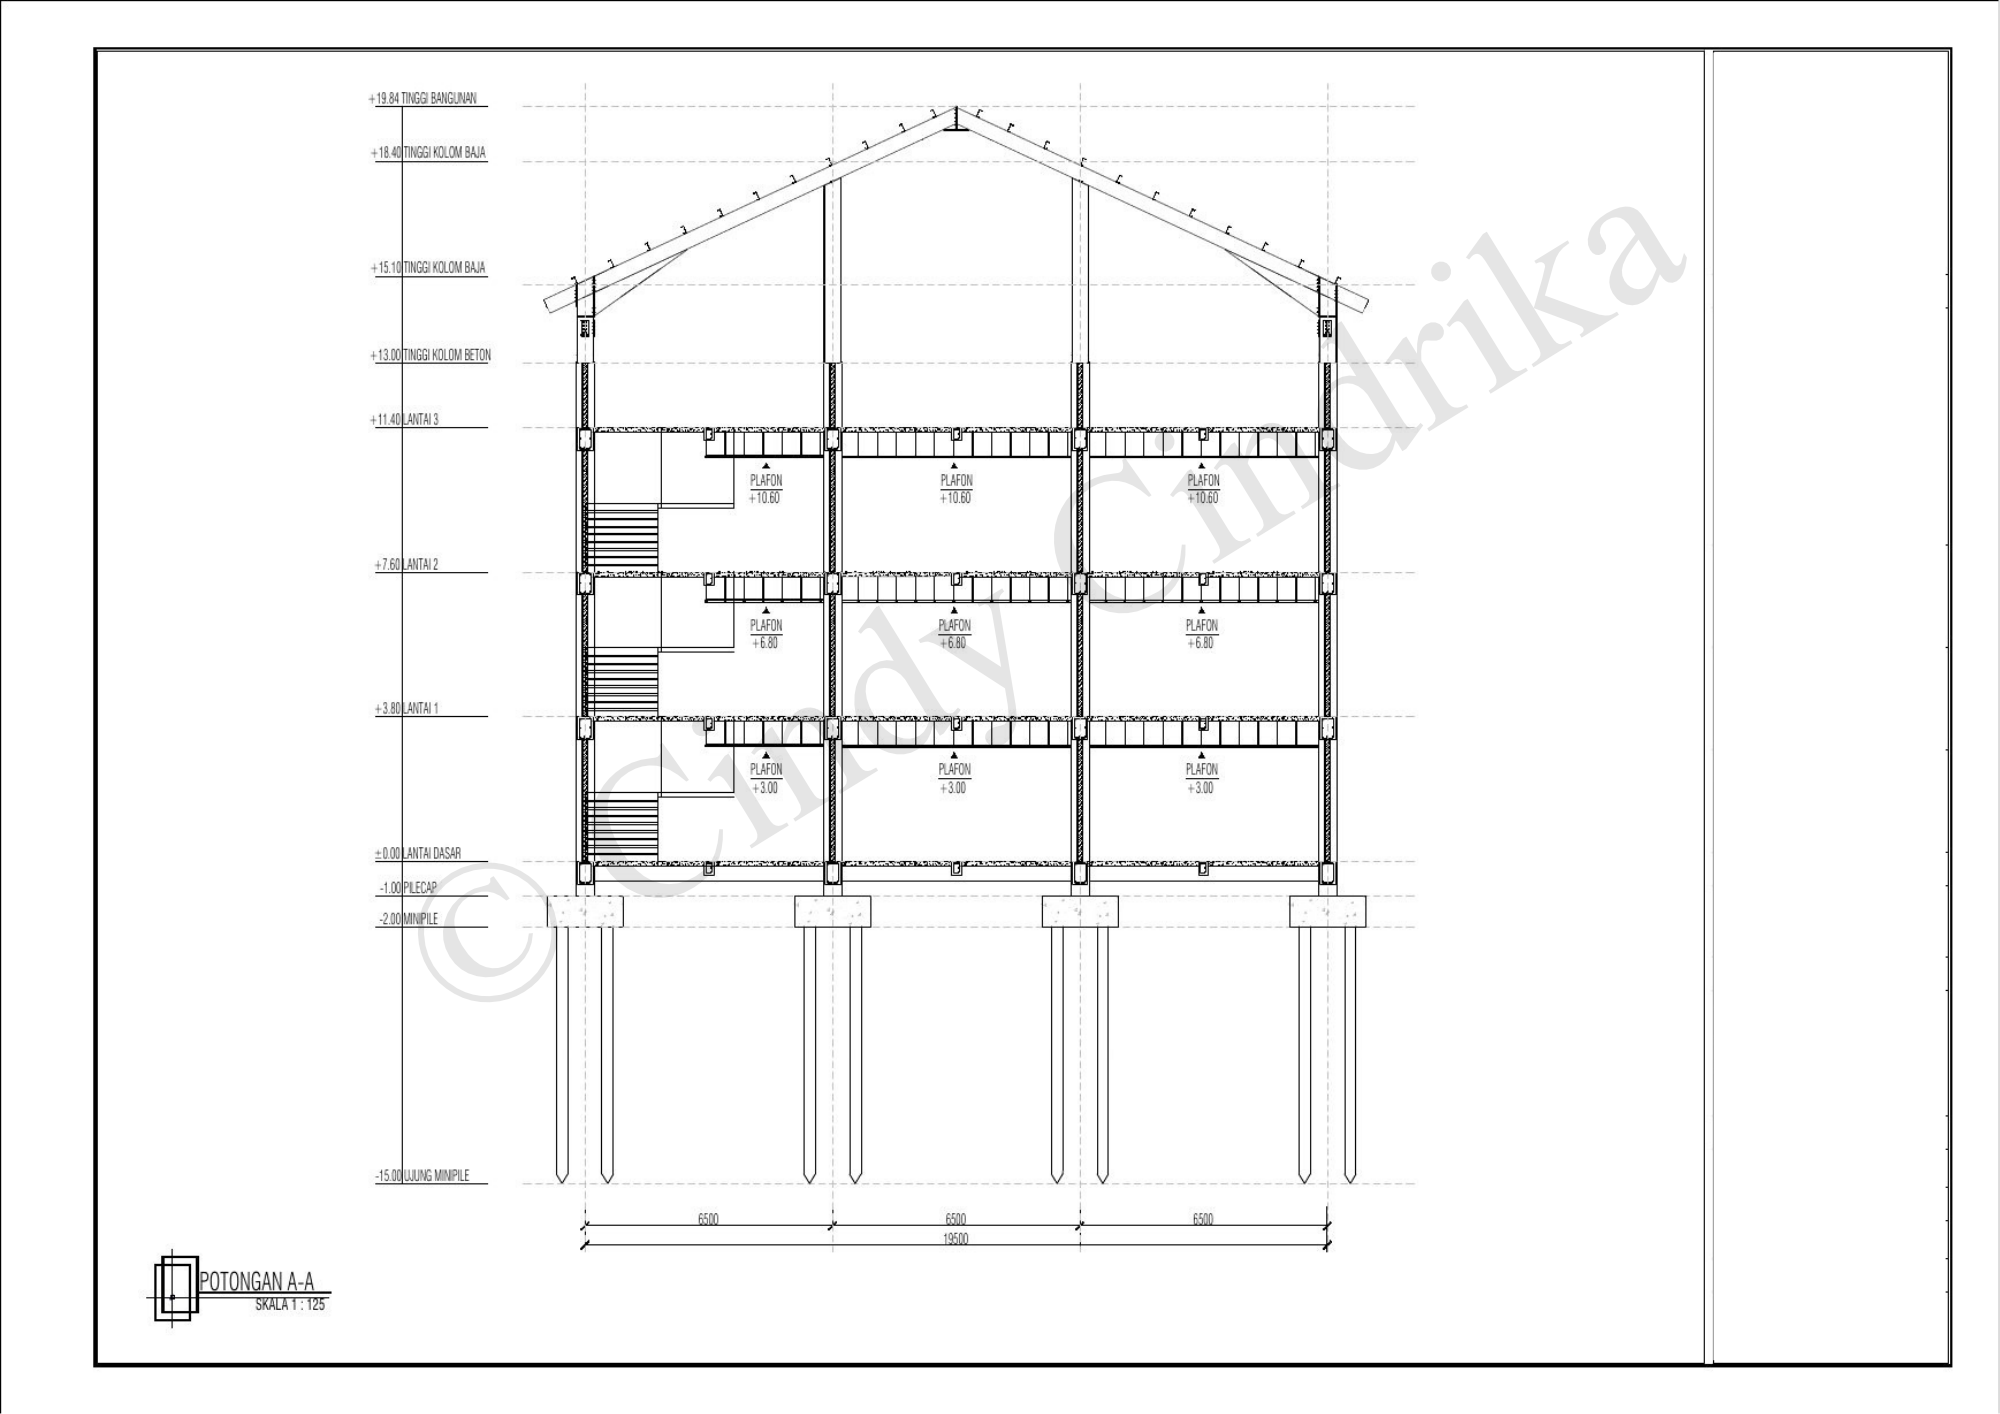 +19.84 TINGGI BANGUNAN
+18.40 TINGGI KOLOM BAJA
+15.10 TINGGI KOLOM BAJA
+13.00 TINGGI KOLOM BETON
+11.40 LANTAI 3
PLAFON PLAFON PLAFON
+10.60 +10.60 +10.60
+7.60 LANTAI 2
PLAFON PLAFON PLAFON
+6.80 +6.80 +6.80
+3.80 LANTAI 1
PLAFON PLAFON PLAFON
+3.00 +3.00 +3.00
±0.00 LANTAI DASAR
-1.00 PILECAP
-2.00 MINIPILE
-15.00 UJUNG MINIPILE
6500 6500 6500
19500
POTONGAN A-A
SKALA 1 : 125
© Cindy Cindrika